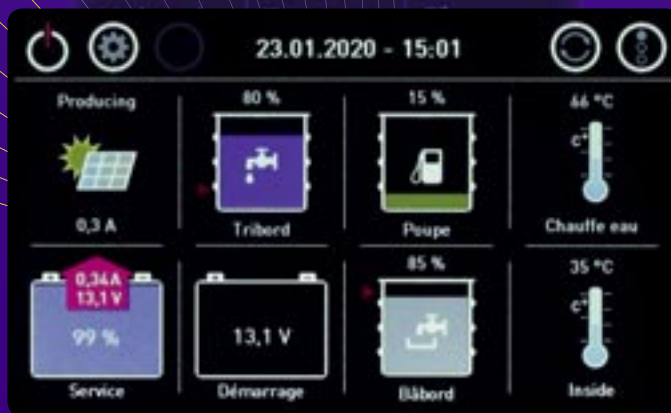 23.01.2020 - 15:01
Producing
80 %
15 %
66 °C
C°
0,3 A
Tribord
Poupe
Chauffe eau
0,34A
13,1 V
99 %
13,1 V
85 %
35 °C
C°
Service
Démarrage
Bâbord
Inside